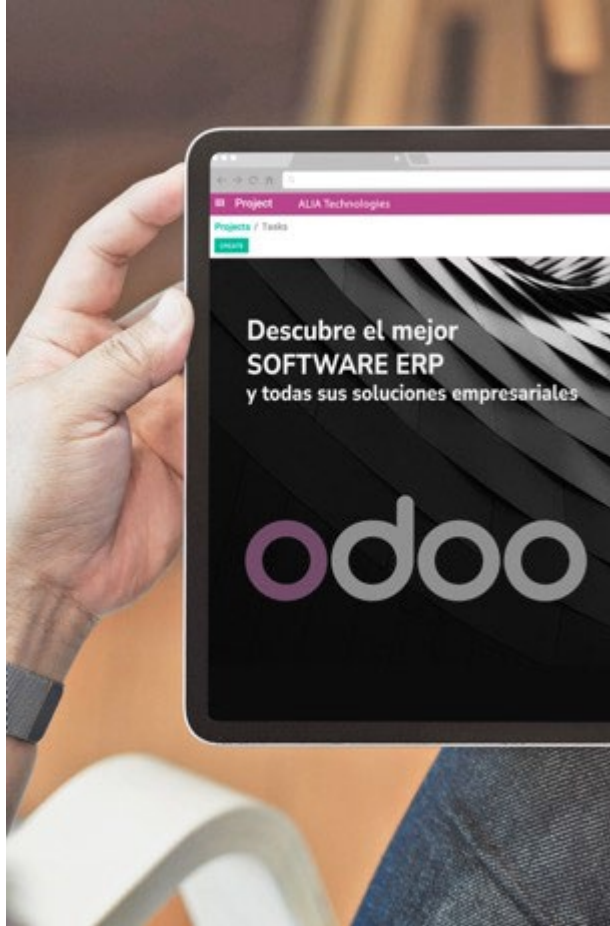 Project ALIA Technologies
Projects / Tasks
CREATE
Descubre el mejor
SOFTWARE ERP
y todas sus soluciones empresariales
odoo